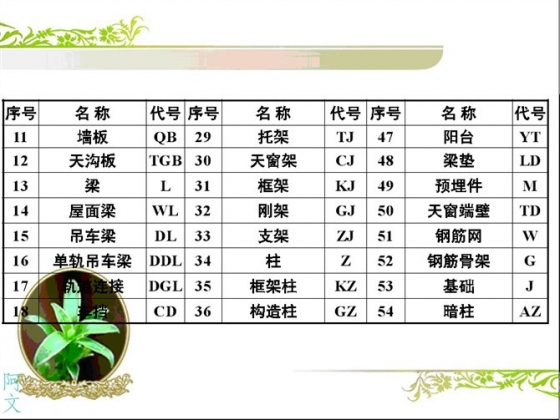 序号 名 称 代号 序号 名 称 代号 序号 名 称 代号
11 墙板 QB 29 托架 TJ 47 阳台 YT
12 天沟板 TGB 30 天窗架 CJ 48 梁垫 LD
13 梁 L 31 框架 KJ 49 预埋件 M
14 屋面梁 WL 32 刚架 GJ 50 天窗端壁 TD
15 吊车梁 DL 33 支架 ZJ 51 钢筋网 W
16 单轨吊车梁 DDL 34 柱 Z 52 钢筋骨架 G
17 轨道连接 DGL 35 框架柱 KZ 53 基础 J
18 车挡 CD 36 构造柱 GZ 54 暗柱 AZ
阿文